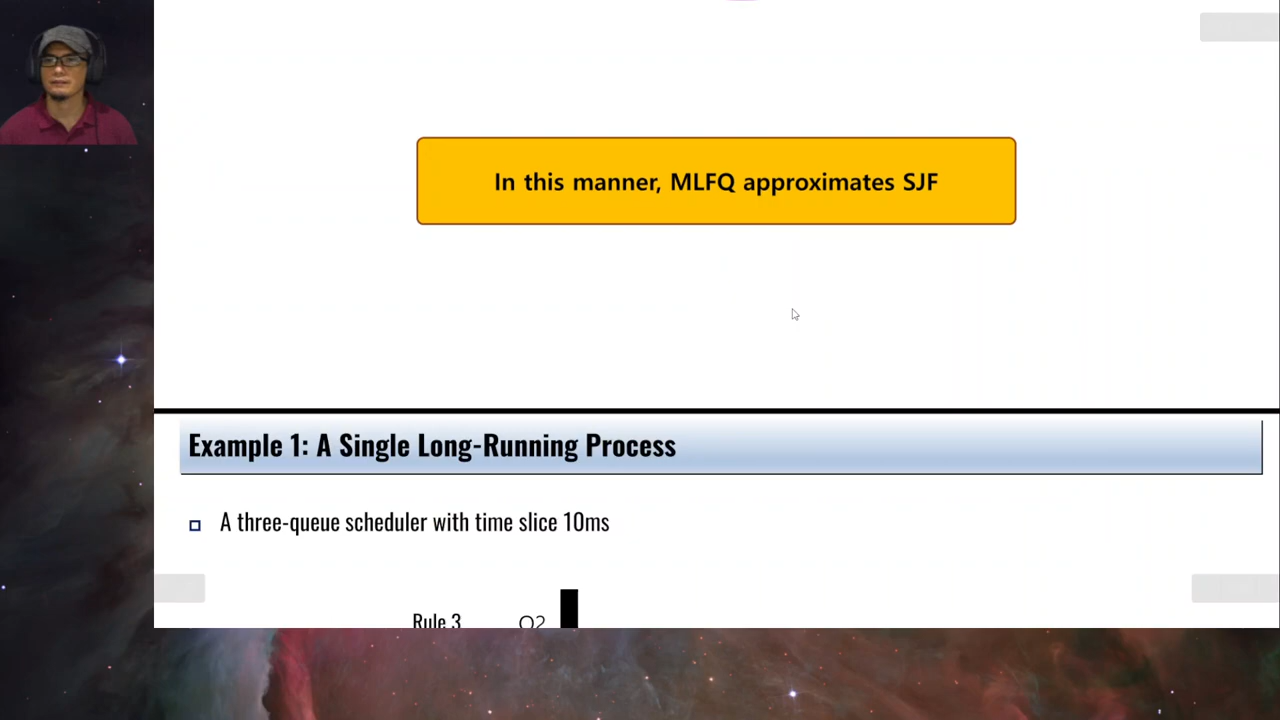 In this manner, MLFQ approximates SJF
Example 1: A Single Long-Running Process
A three-queue scheduler with time slice 10ms
Rule 3
Q2